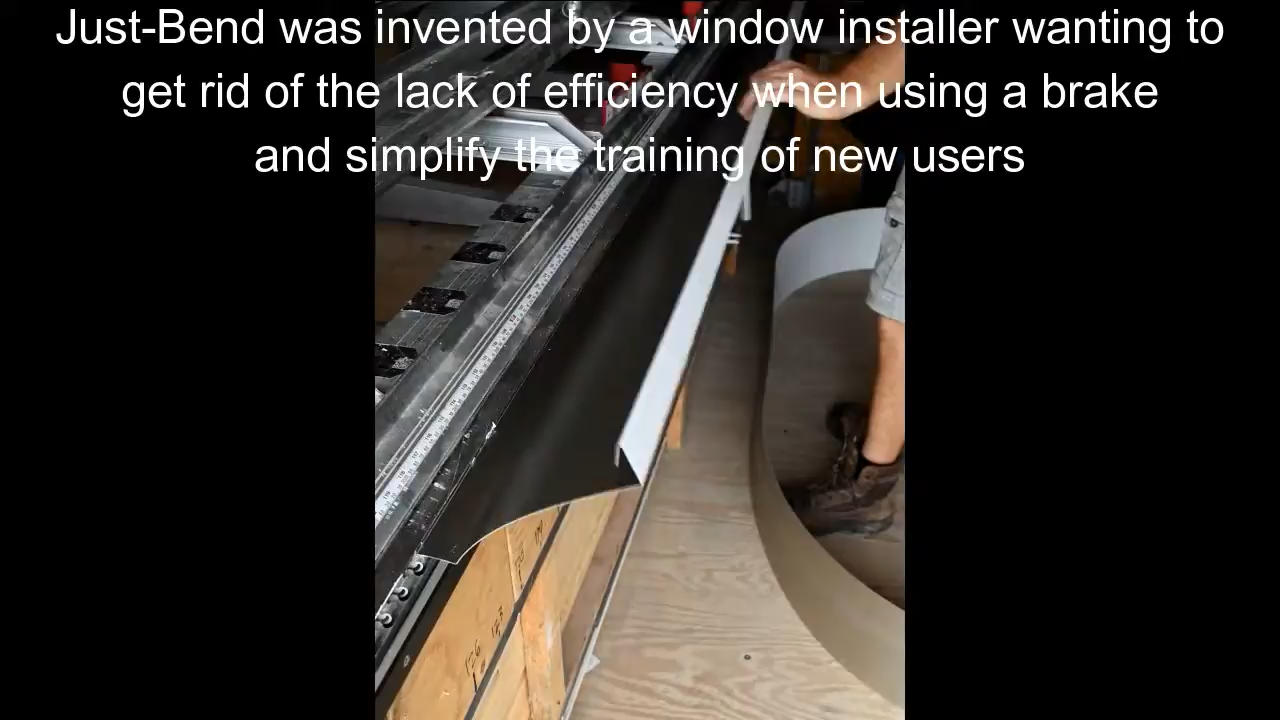 Just-Bend was invented by a window installer wanting to
get rid of the lack of efficiency when using a brake
and simplify the training of new users